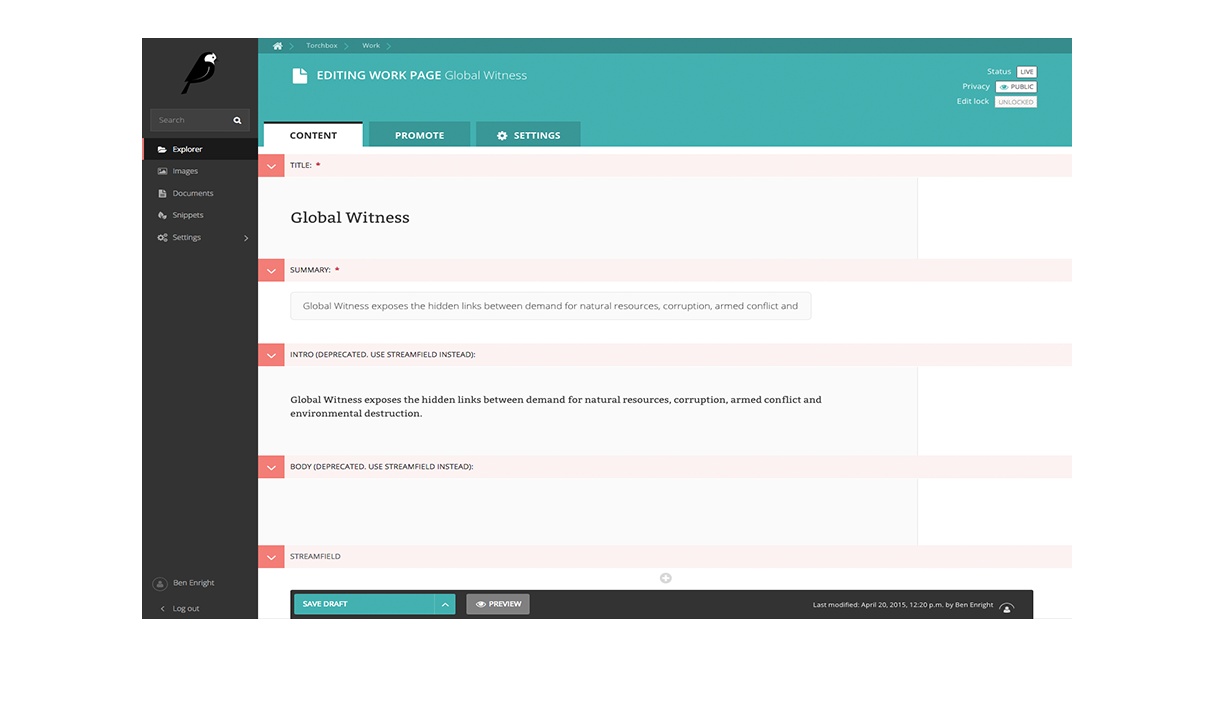 Torchbox Work
EDITING WORK PAGE Global Witness
Status LIVE
Privacy PUBLIC
Edit lock UNLOCKED
Search
Explorer
Images
Documents
Snippets
Settings
Ben Enright
Log out
CONTENT PROMOTE SETTINGS
TITLE: *
Global Witness
SUMMARY: *
Global Witness exposes the hidden links between demand for natural resources, corruption, armed conflict and
INTRO (DEPRECATED. USE STREAMFIELD INSTEAD):
Global Witness exposes the hidden links between demand for natural resources, corruption, armed conflict and
environmental destruction.
BODY (DEPRECATED. USE STREAMFIELD INSTEAD):
STREAMFIELD
SAVE DRAFT PREVIEW Last modified: April 20, 2015, 12:20 p.m. by Ben Enright